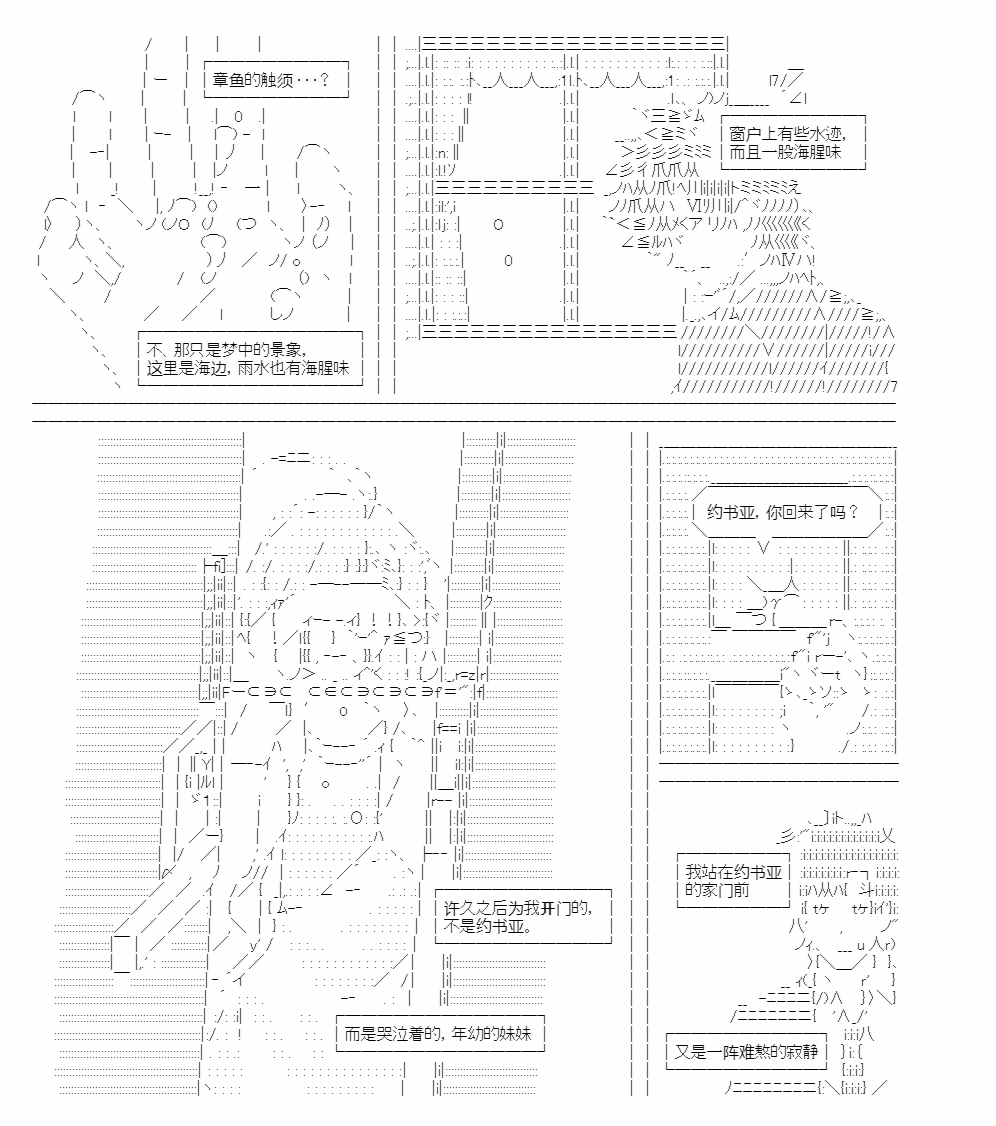 章鱼的触须···？
窗户上有些水迹，
而且一股海腥味
不、那只是梦中的景象，
这里是海边，雨水也有海腥味
约书亚，你回来了吗？
我站在约书亚
的家门前
许久之后为我开门的，
不是约书亚。
而是哭泣着的，年幼的妹妹
又是一阵难熬的寂静